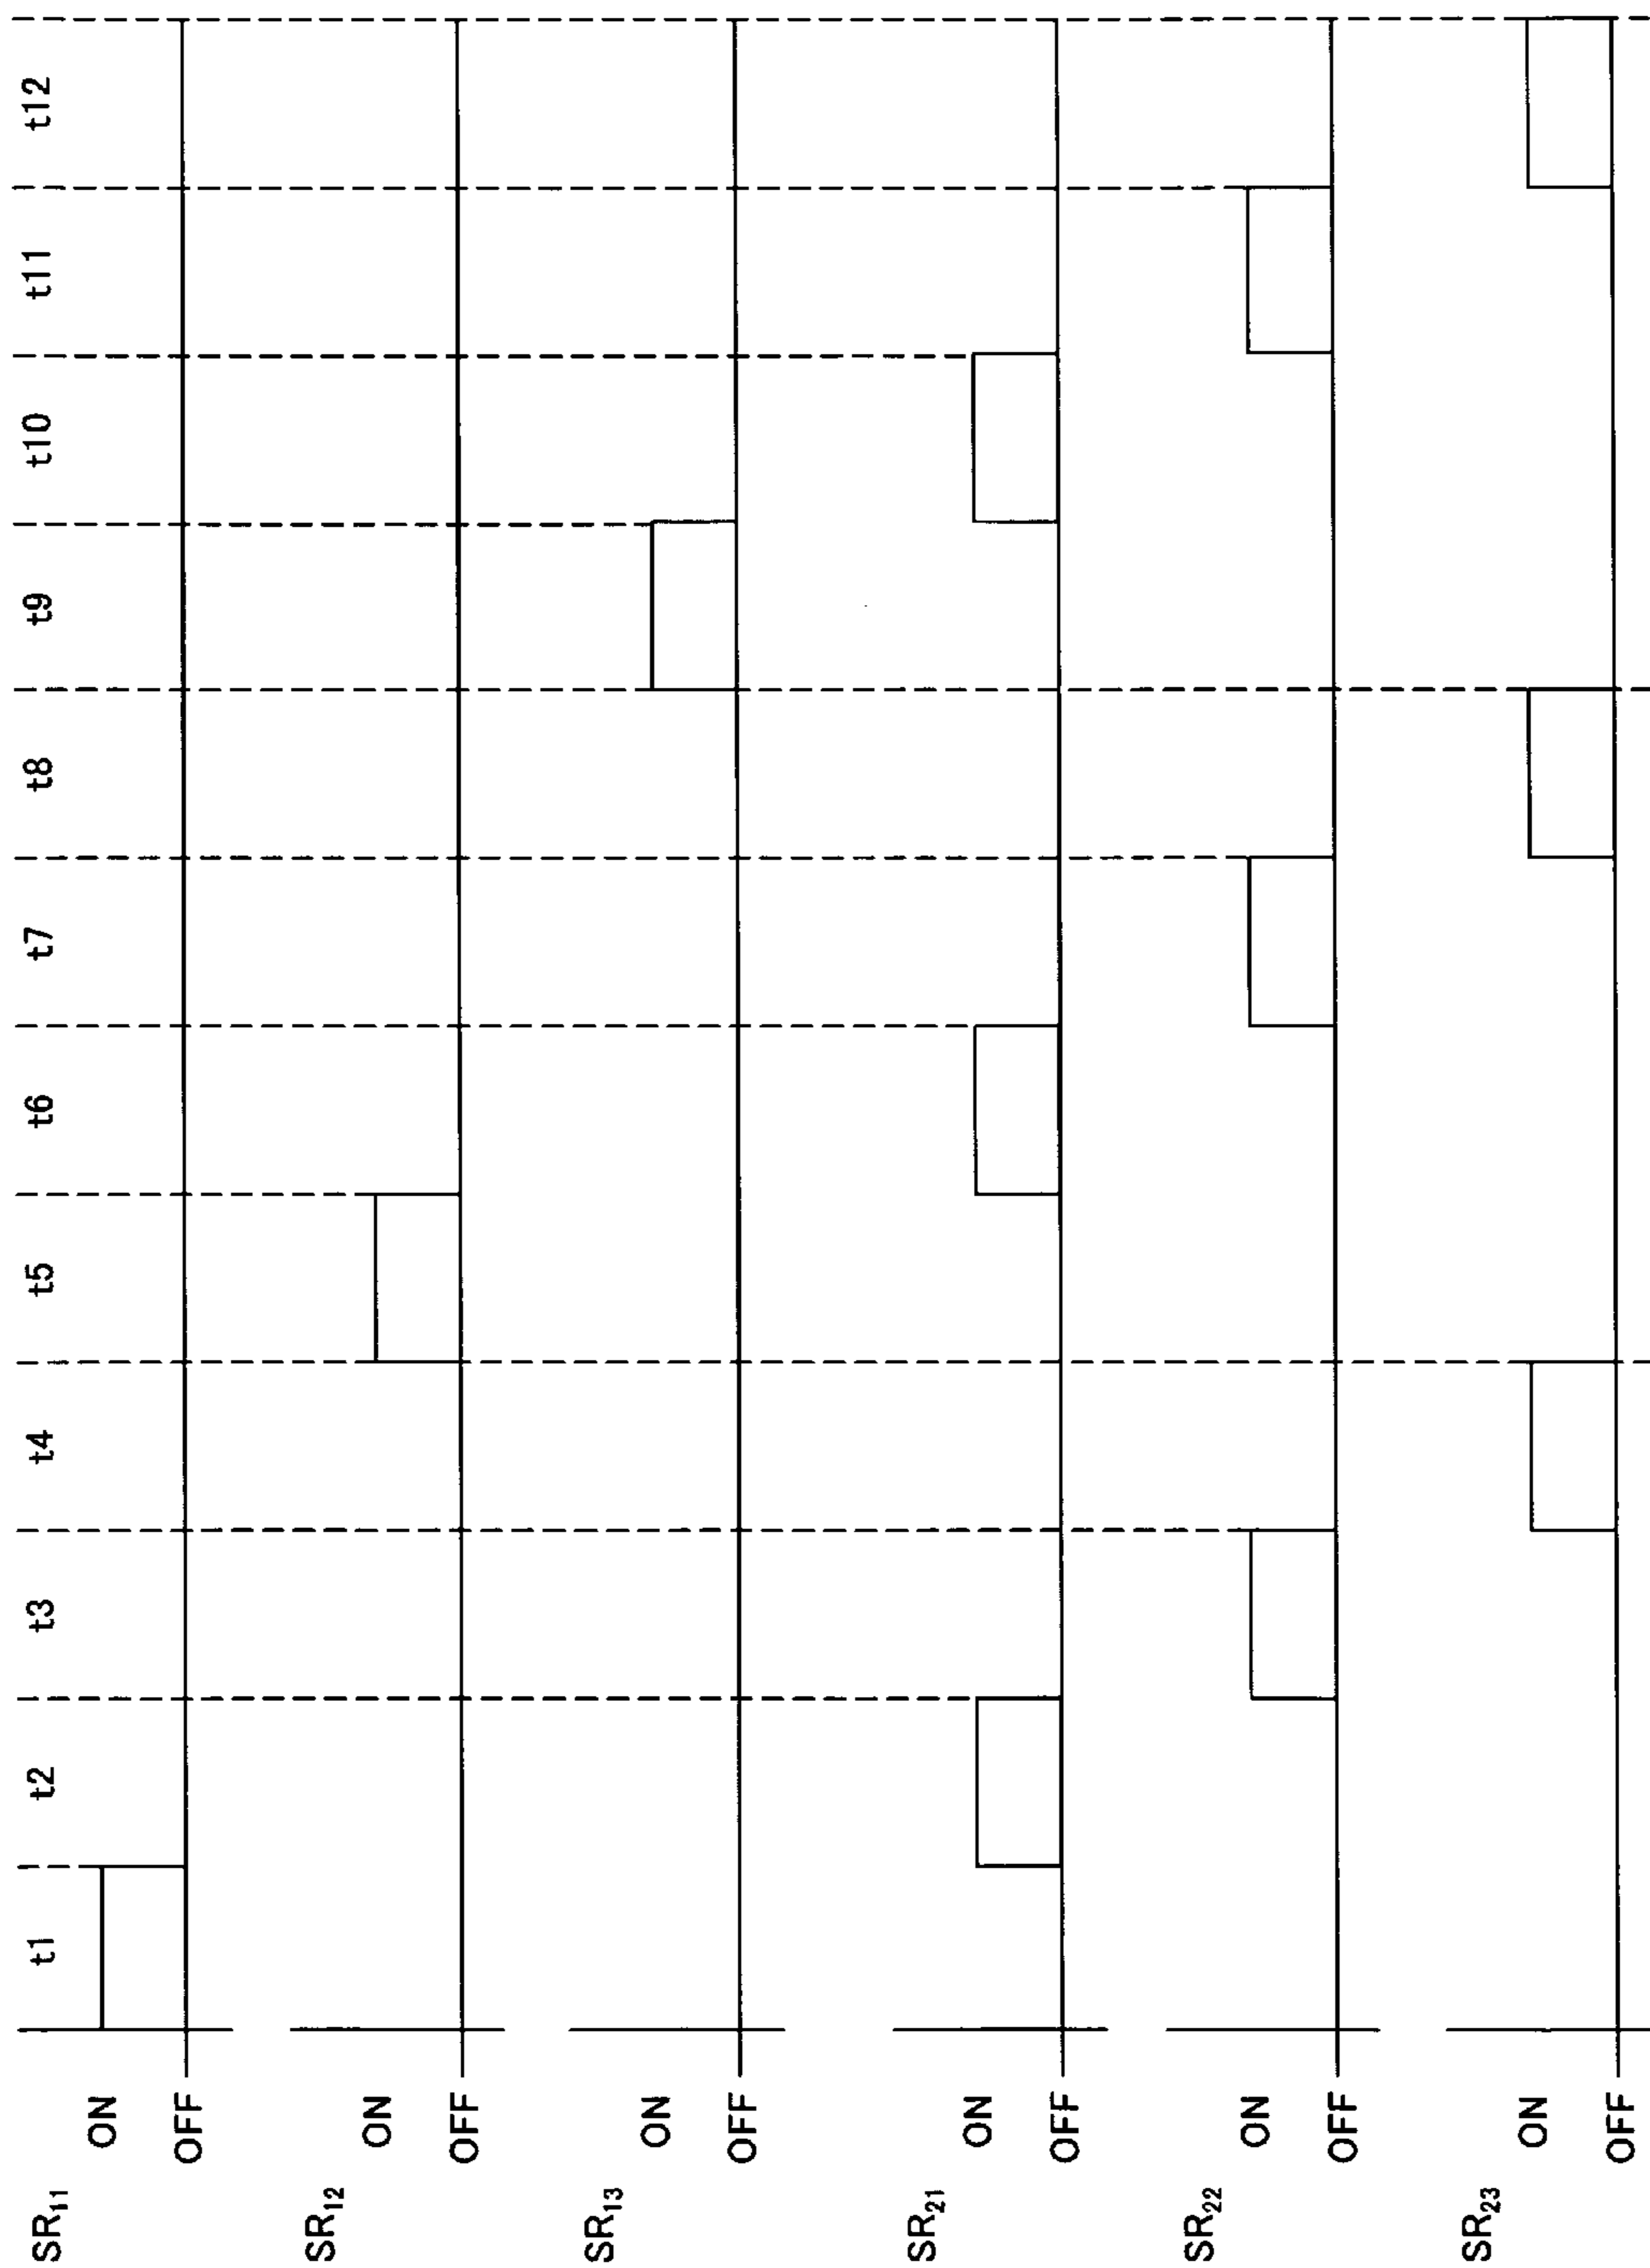 t1 t2 t3 t4 t5 t6 t7 t8 t9 t10 t11 t12
SR11
ON
OFF
SR12
ON
OFF
SR13
ON
OFF
SR21
ON
OFF
SR22
ON
OFF
SR23
ON
OFF